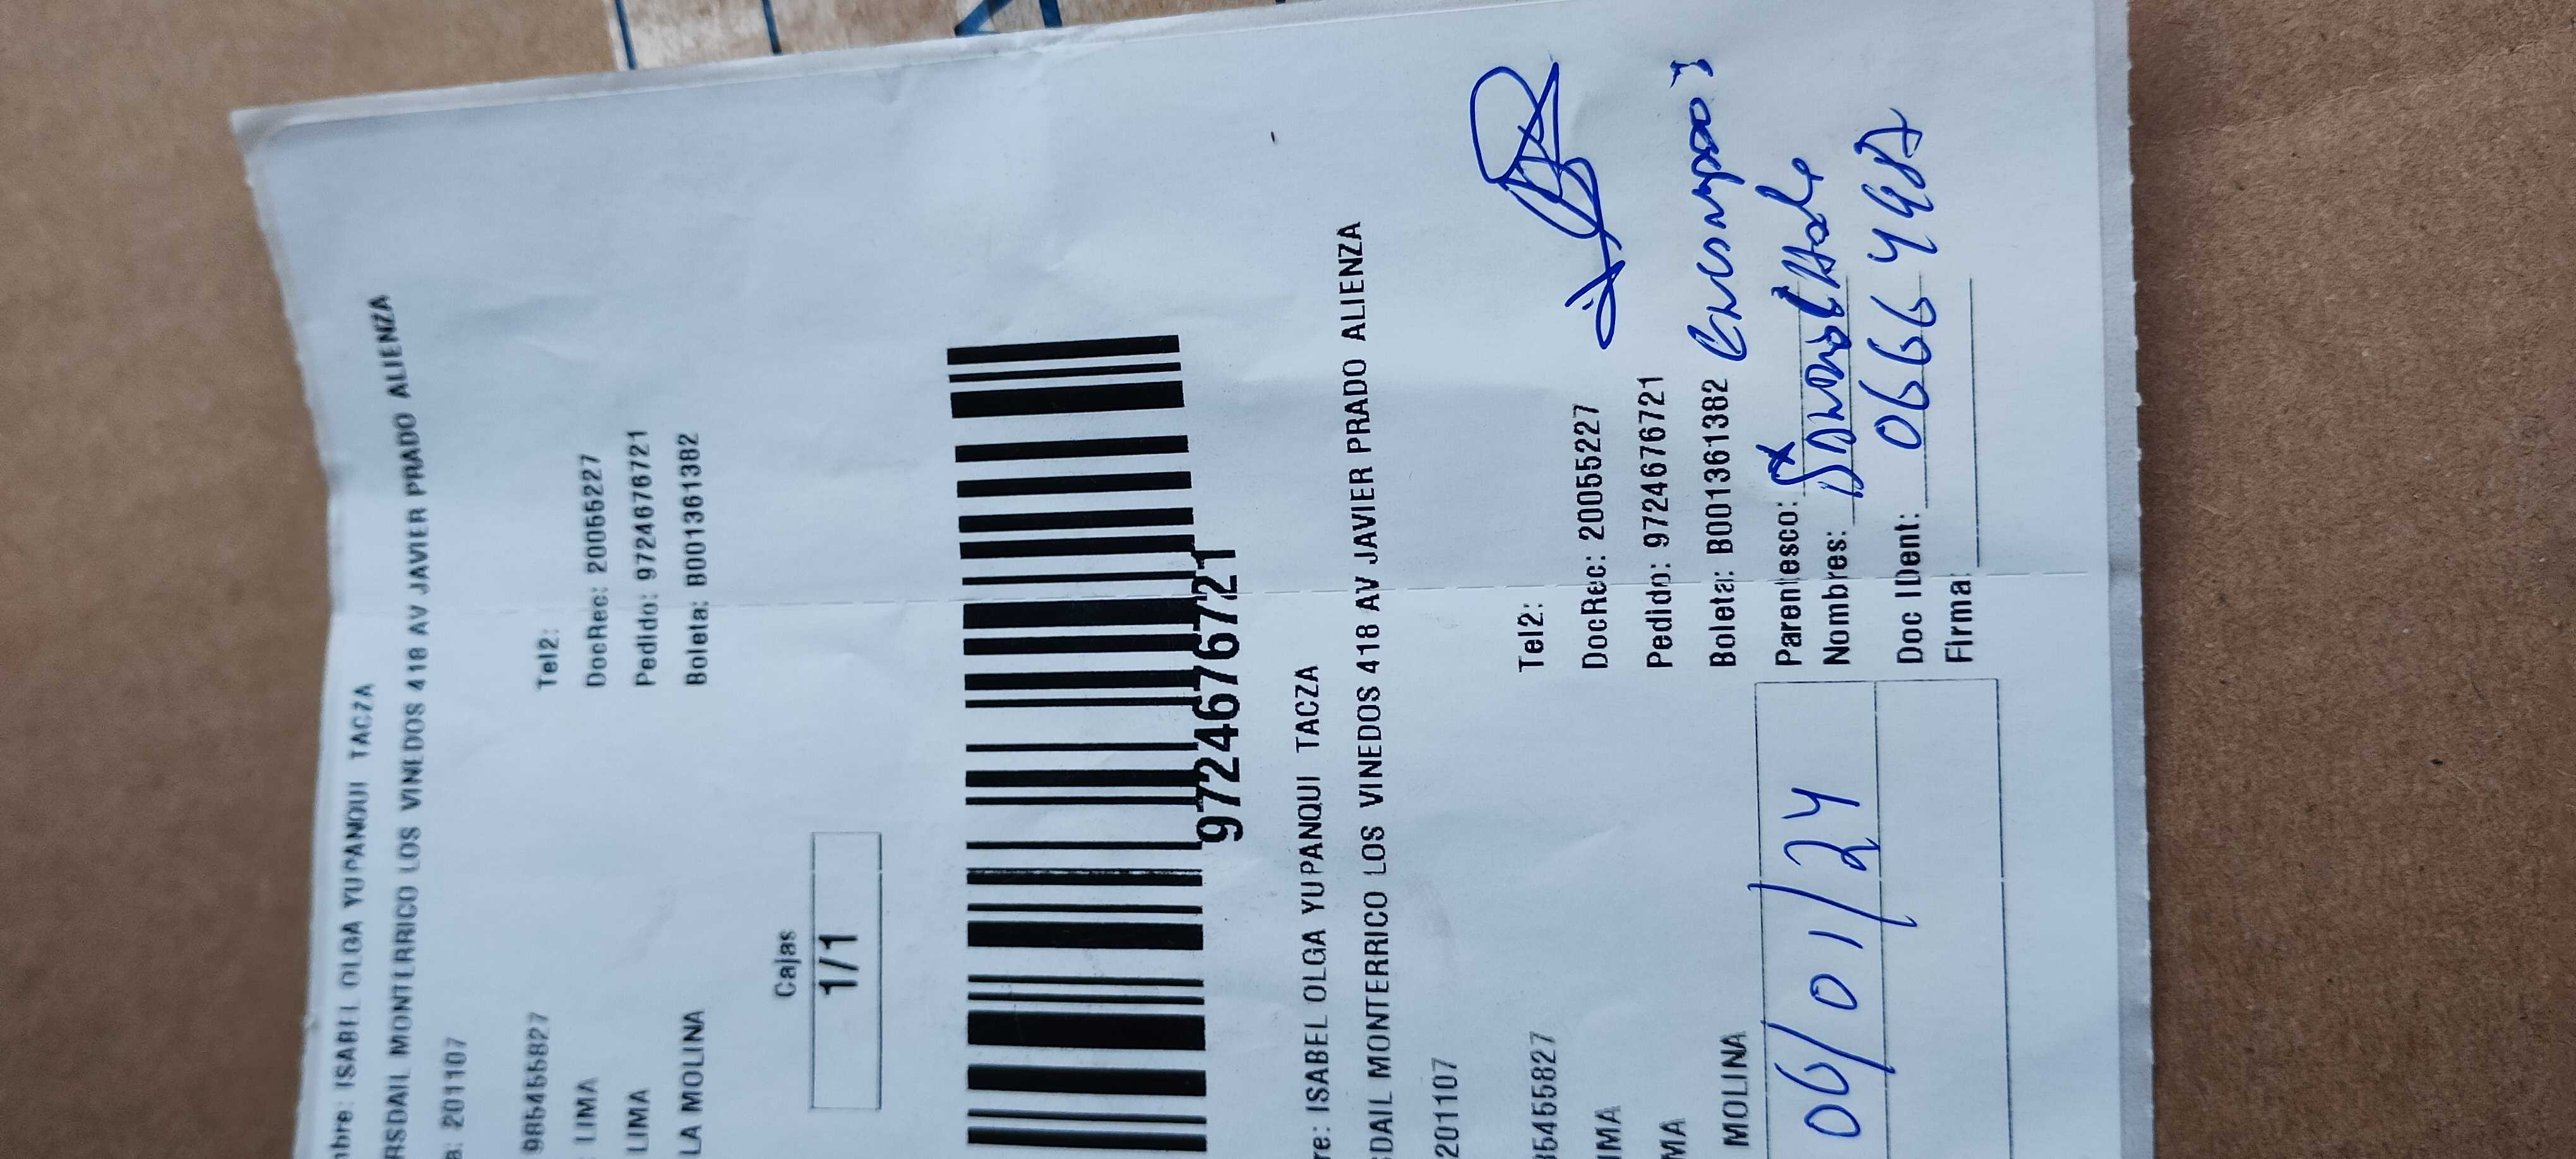 mbre: ISABEL OLGA YUPANQUI TACZA
RSDAIL MONTERRICO LOS VINEDOS 418 AV JAVIER PRADO ALIENZA
a: 201107
985455827
Tel2:
LIMA
DocRec: 20055227
LIMA
Pedido: 97246767​21
LA MOLINA
Boleta: B001361382
Cajas
1/1
9724676721
re: ISABEL OLGA YUPANQUI TACZA
SDAIL MONTERRICO LOS VINEDOS 418 AV JAVIER PRADO ALIENZA
201107
85455827
Tel2:
IMA
DocRec: 20055227
MA
Pedido: 9724676721
MOLINA
Boleta: B001361382
Parentesco:
Nombres:
06/01/24
Doc IDent:
Firma: